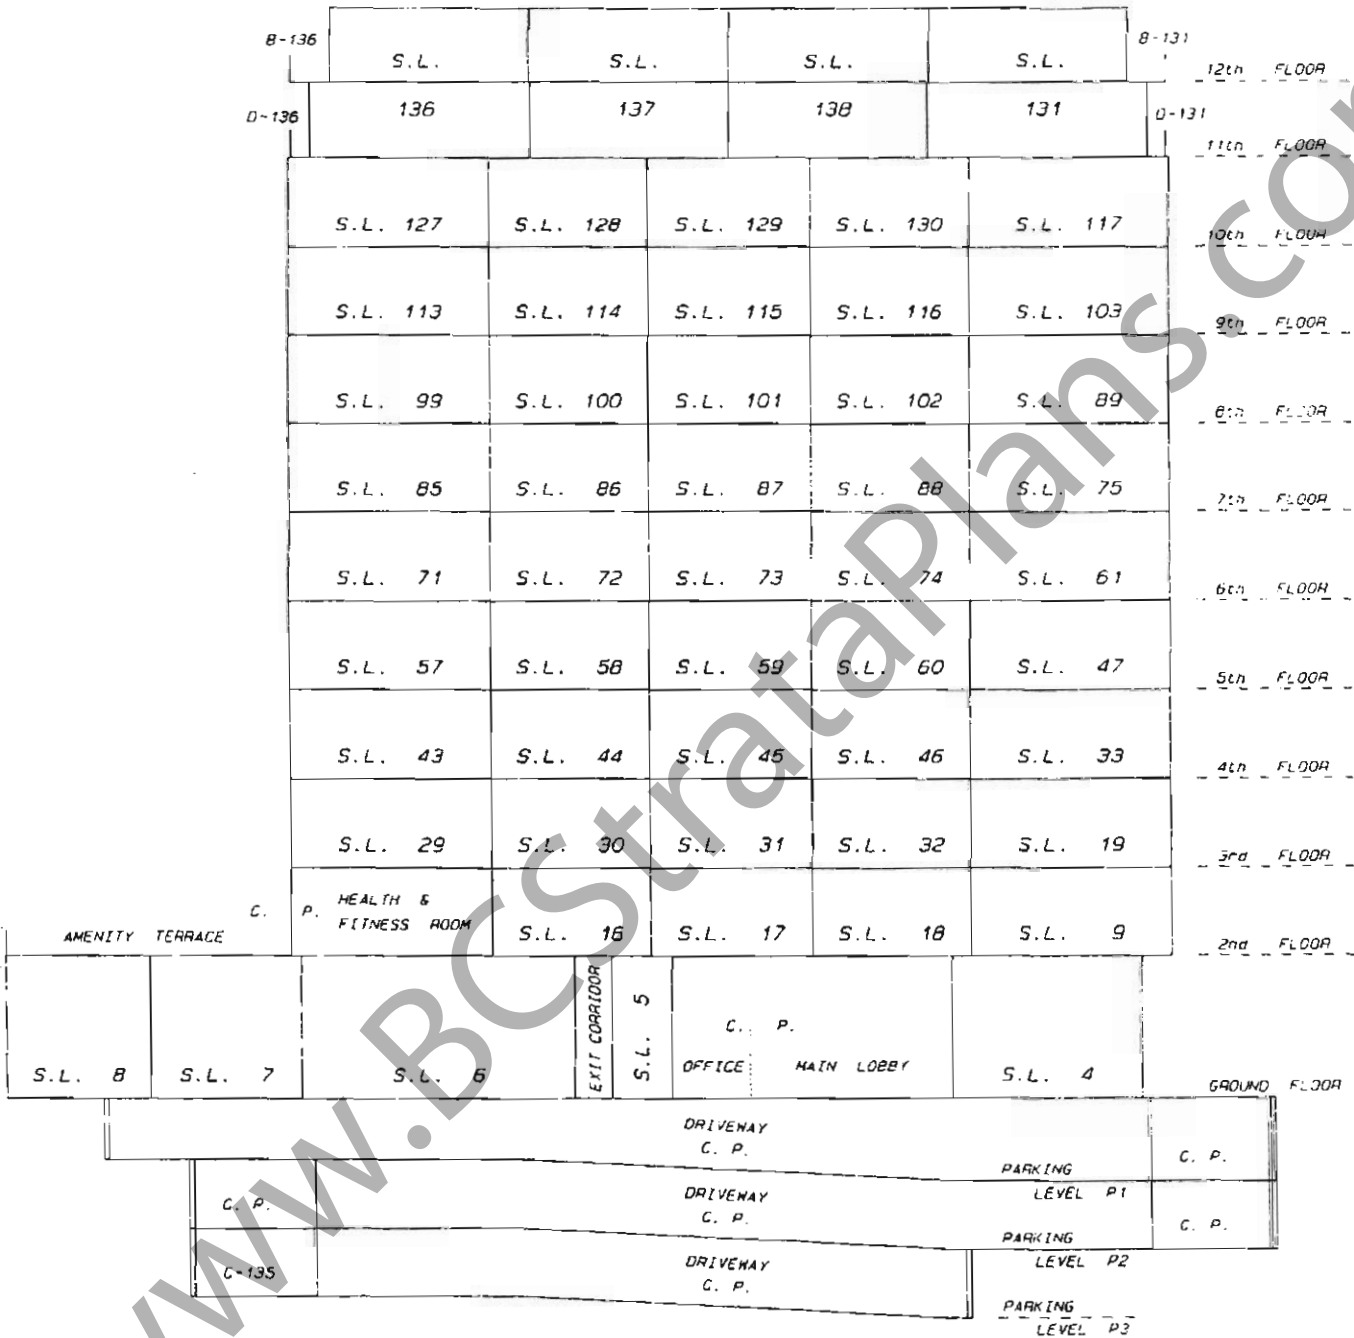 B-136 B-131
S.L. S.L. S.L. S.L. 12th FLOOR
D-136 136 137 138 131 D-131
11th FLOOR
S.L. 127 S.L. 128 S.L. 129 S.L. 130 S.L. 117 10th FLOOR
S.L. 113 S.L. 114 S.L. 115 S.L. 116 S.L. 103 9th FLOOR
S.L. 99 S.L. 100 S.L. 101 S.L. 102 S.L. 89 8th FLOOR
S.L. 85 S.L. 86 S.L. 87 S.L. 88 S.L. 75 7th FLOOR
S.L. 71 S.L. 72 S.L. 73 S.L. 74 S.L. 61 6th FLOOR
S.L. 57 S.L. 58 S.L. 59 S.L. 60 S.L. 47 5th FLOOR
S.L. 43 S.L. 44 S.L. 45 S.L. 46 S.L. 33 4th FLOOR
S.L. 29 S.L. 30 S.L. 31 S.L. 32 S.L. 19 3rd FLOOR
C. P. HEALTH &
FITNESS ROOM
AMENITY TERRACE S.L. 16 S.L. 17 S.L. 18 S.L. 9 2nd FLOOR
EXIT CORRIDOR
S.L. 5
C. P.
OFFICE MAIN LOBBY
S.L. 8 S.L. 7 S.L. 6 S.L. 4 GROUND FLOOR
DRIVEWAY
C. P. C. P.
PARKING
LEVEL P1
C. P. DRIVEWAY
C. P. C. P.
PARKING
LEVEL P2
C-135 DRIVEWAY
C. P.
PARKING
LEVEL P3
www.BCStrataPlans.com